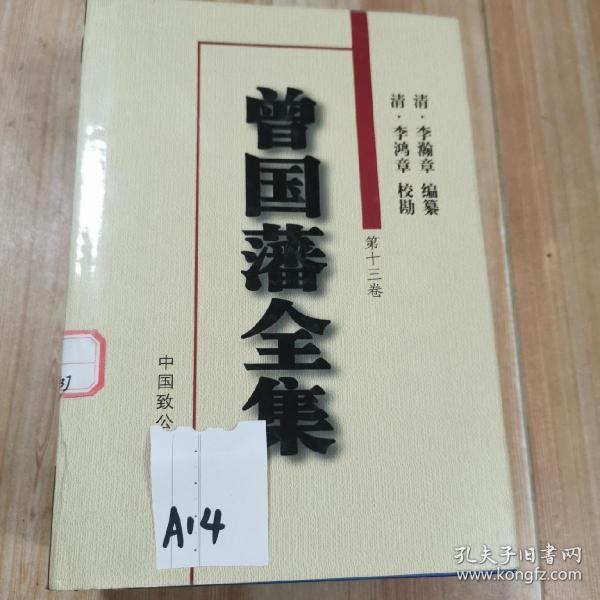 清·李瀚章 编纂
清·李鸿章 校勘
第十三卷
曾国藩全集
中国致公
A14
孔夫子旧书网
www.kongfz.com